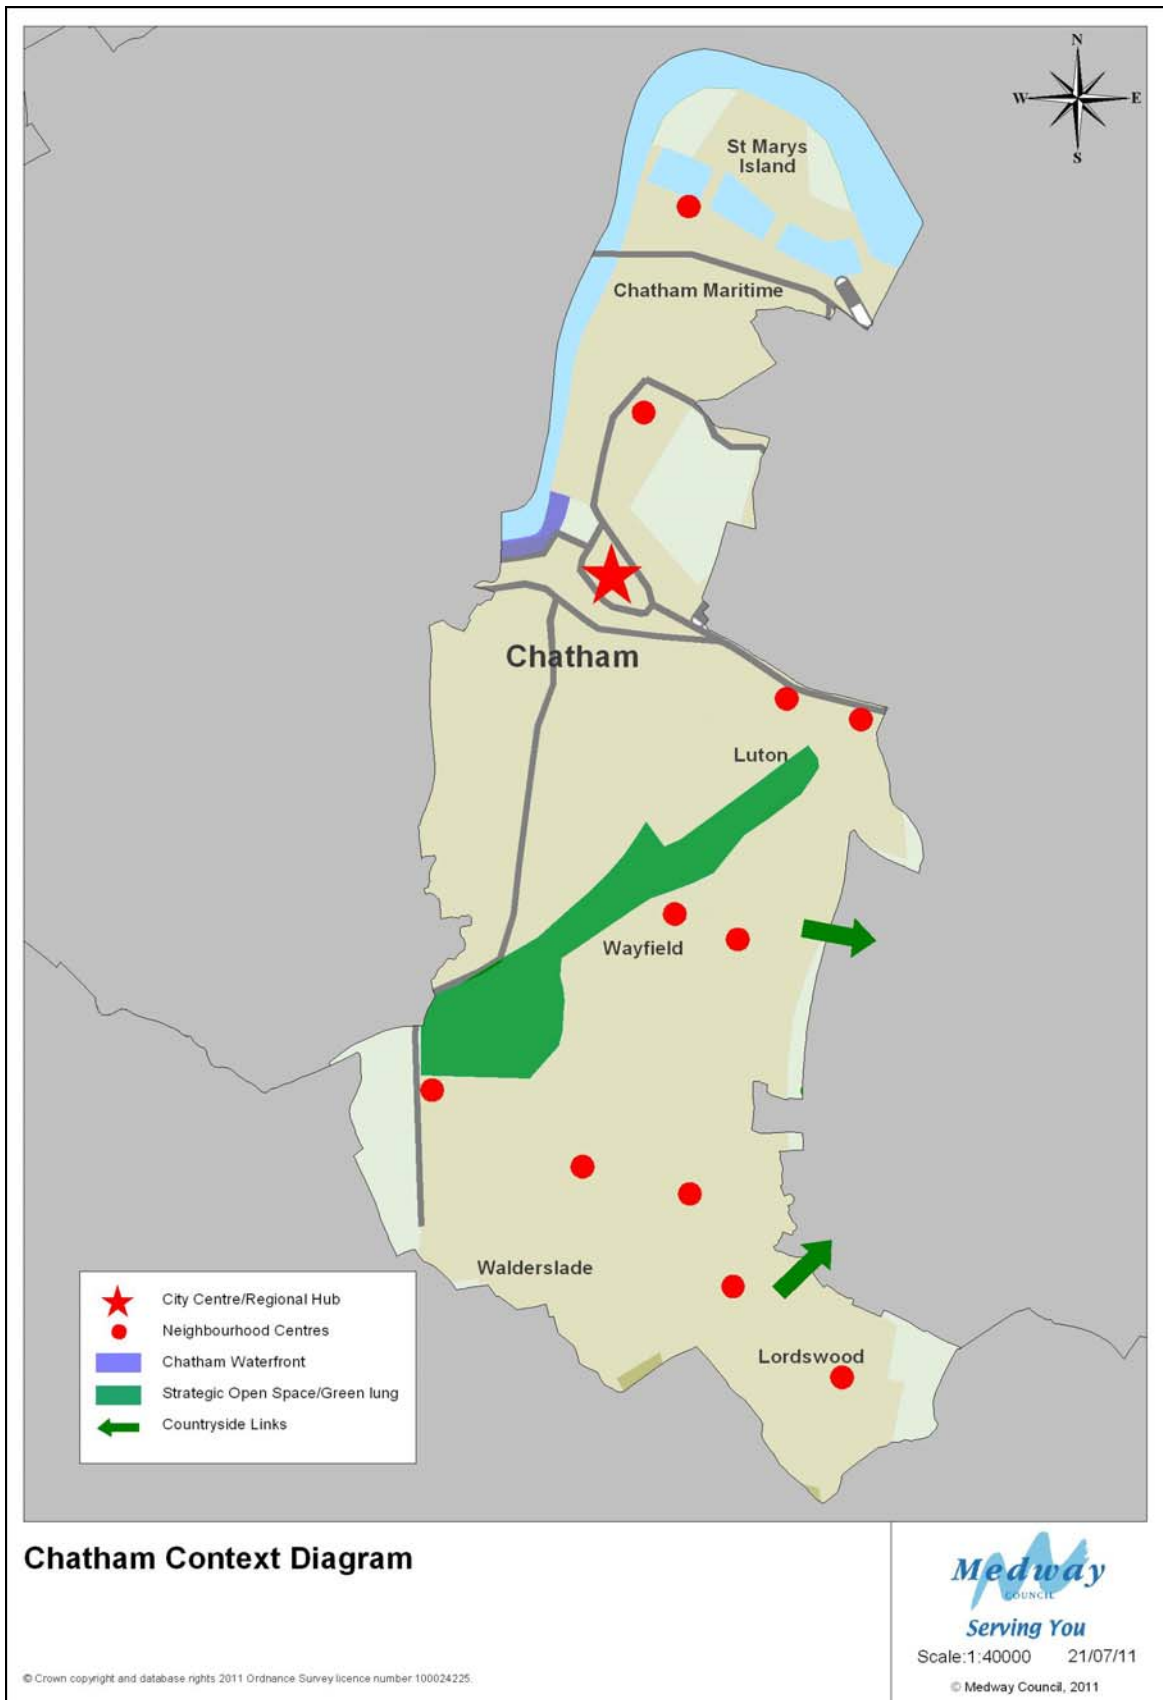 N
W E
S
St Marys
Island
Chatham Maritime
Chatham
Luton
Wayfield
Walderslade
Lordswood
City Centre/Regional Hub
Neighbourhood Centres
Chatham Waterfront
Strategic Open Space/Green lung
Countryside Links
Chatham Context Diagram
Medway
COUNCIL
Serving You
Scale:1:40000 21/07/11
© Crown copyright and database rights 2011 Ordnance Survey licence number 100024225.
© Medway Council, 2011